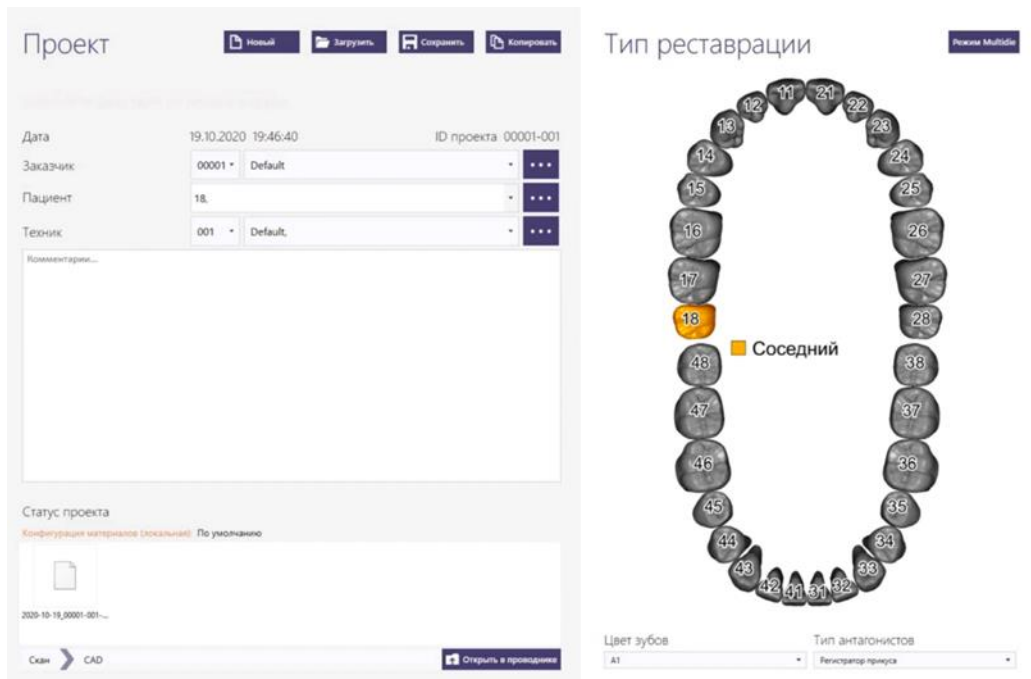 Проект
Новый
Загрузить
Сохранить
Копировать
Дата 19.10.2020 19:46:40 ID проекта 00001-001
Заказчик 00001 Default
Пациент 18,
Техник 001 Default,
Комментарии...
Статус проекта
Конфигурация материалов (локальная) По умолчанию
2020-10-19_00001-001-...
Скан CAD
Открыть в проводнике
Тип реставрации
Режим Multidie
11 21
12 22
13 23
14 24
15 25
16 26
17 27
18 28
Соседний
48 38
47 37
46 36
45 35
44 34
43 33
42 41 31 32
Цвет зубов Тип антагонистов
A1 Регистратор прикуса